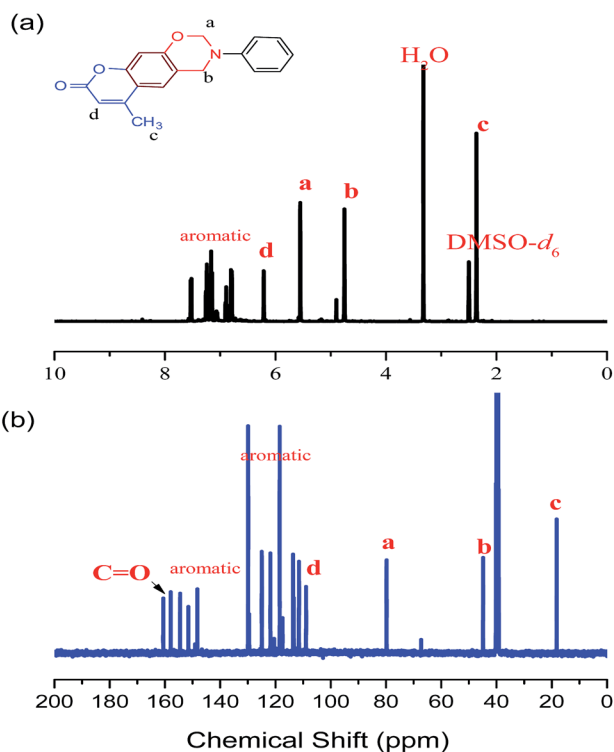 (a)
a
O
N
O
O
b
d
CH₃
c
H₂O
c
a
b
DMSO-d₆
aromatic
d
10 8 6 4 2 0
(b)
aromatic
a
c
C=O
aromatic
d
b
200 180 160 140 120 100 80 60 40 20 0
Chemical Shift (ppm)